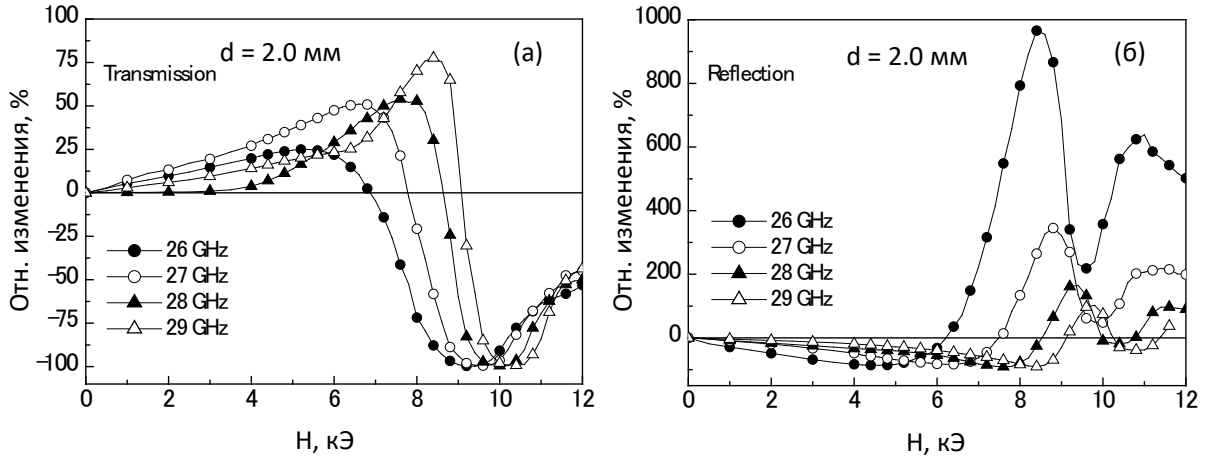 100
75
50
25
0
-25
-50
-75
-100
0 2 4 6 8 10 12
Отн. изменения, %
H, кЭ
d = 2.0 мм
(а)
Transmission
26 GHz
27 GHz
28 GHz
29 GHz
1000
800
600
400
200
0
0 2 4 6 8 10 12
Отн. изменения, %
H, кЭ
d = 2.0 мм
(б)
Reflection
26 GHz
27 GHz
28 GHz
29 GHz